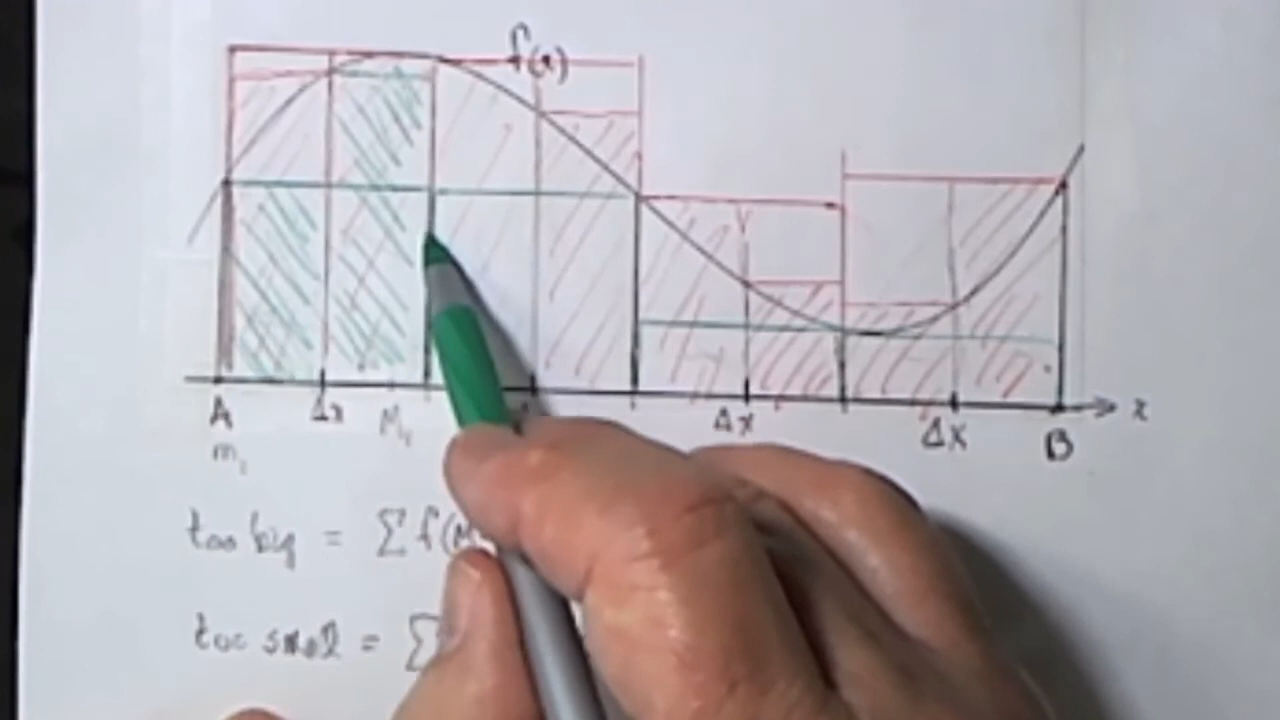 f(x)
A Δx M₁ Δx ΔX B x
m₁
too big = Σ f(M
too small = Σ